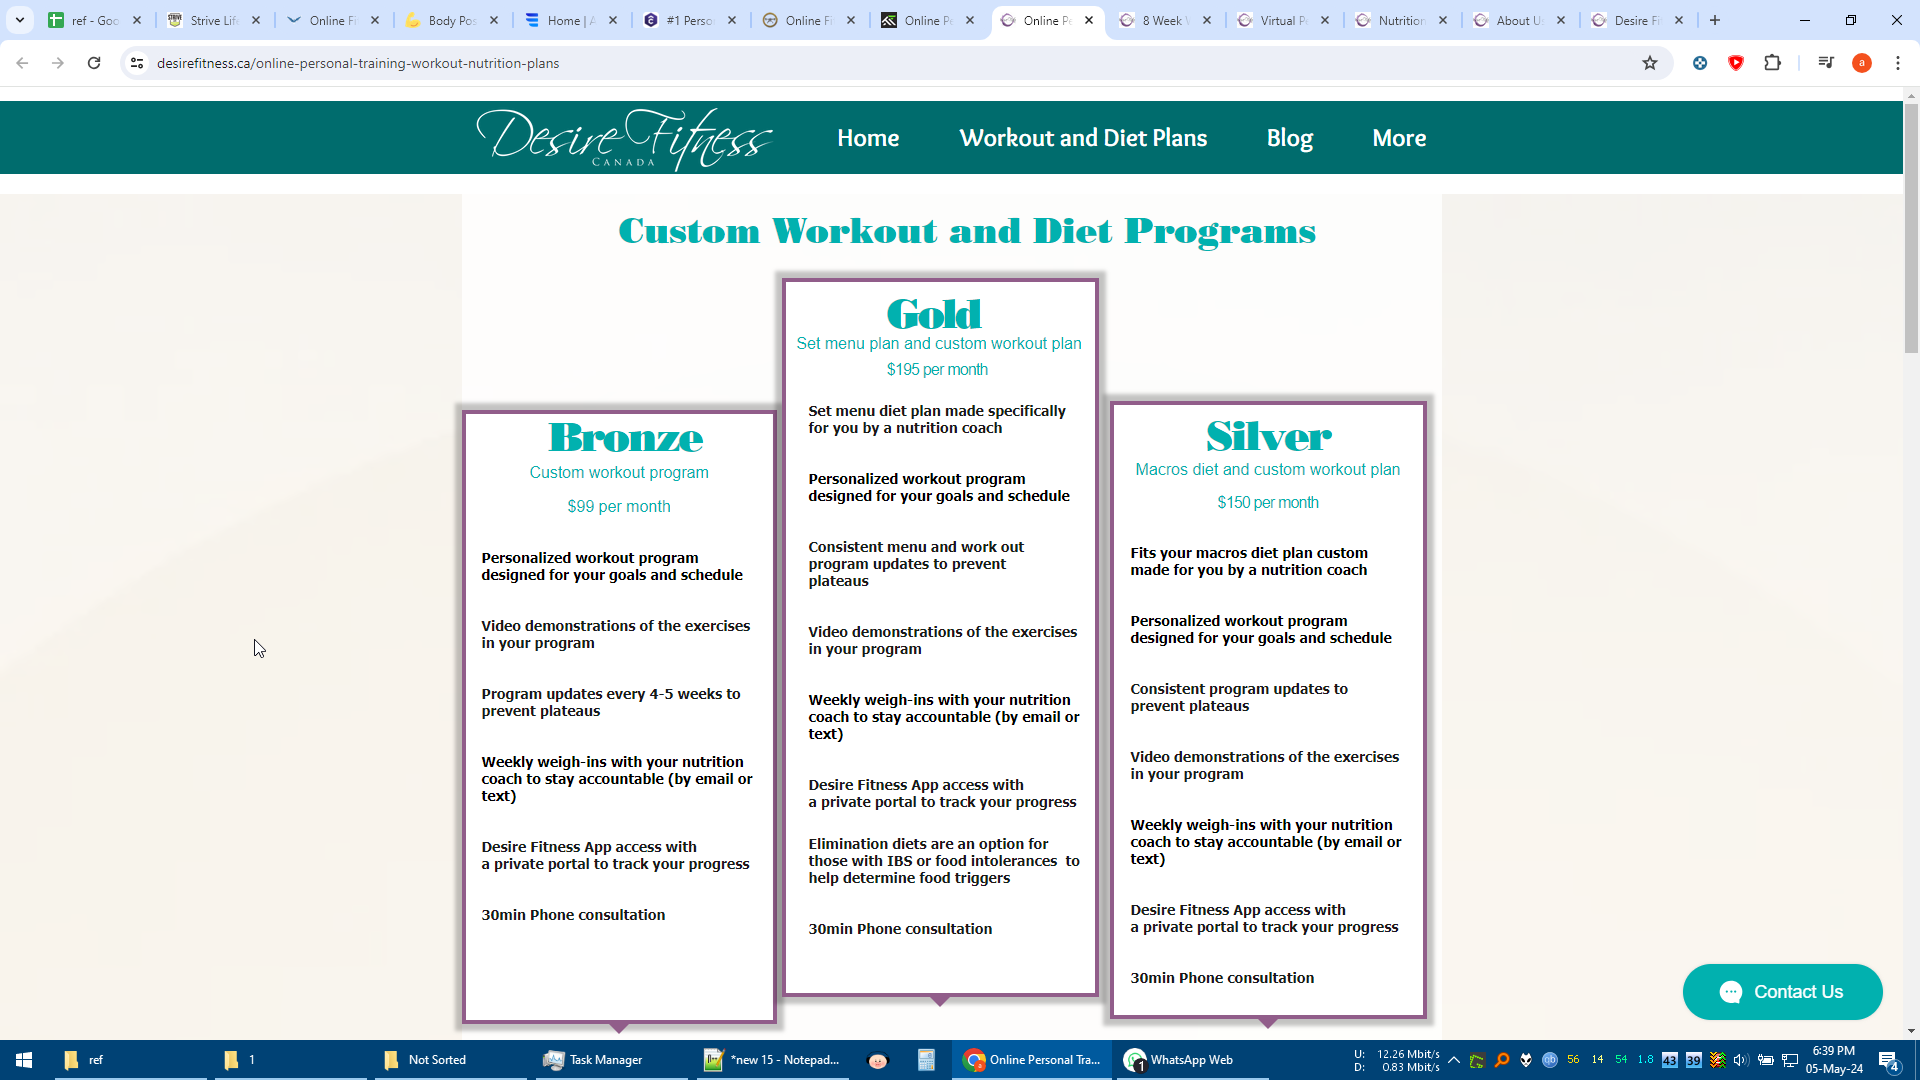 ref - Goo
Strive Life
Online Fi
Body Pos
Home | A
#1 Perso
Online Fi
Online Pe
Online Pe
8 Week W
Virtual Pe
Nutrition
About Us
Desire Fit
desirefitness.ca/online-personal-training-workout-nutrition-plans
a
Desire Fitness
CANADA
Home
Workout and Diet Plans
Blog
More
Custom Workout and Diet Programs
Bronze
Custom workout program
$99 per month
Personalized workout program
designed for your goals and schedule
Video demonstrations of the exercises
in your program
Program updates every 4-5 weeks to
prevent plateaus
Weekly weigh-ins with your nutrition
coach to stay accountable (by email or
text)
Desire Fitness App access with
a private portal to track your progress
30min Phone consultation
Gold
Set menu plan and custom workout plan
$195 per month
Set menu diet plan made specifically
for you by a nutrition coach
Personalized workout program
designed for your goals and schedule
Consistent menu and work out
program updates to prevent
plateaus
Video demonstrations of the exercises
in your program
Weekly weigh-ins with your nutrition
coach to stay accountable (by email or
text)
Desire Fitness App access with
a private portal to track your progress
Elimination diets are an option for
those with IBS or food intolerances to
help determine food triggers
30min Phone consultation
Silver
Macros diet and custom workout plan
$150 per month
Fits your macros diet plan custom
made for you by a nutrition coach
Personalized workout program
designed for your goals and schedule
Consistent program updates to
prevent plateaus
Video demonstrations of the exercises
in your program
Weekly weigh-ins with your nutrition
coach to stay accountable (by email or
text)
Desire Fitness App access with
a private portal to track your progress
30min Phone consultation
Contact Us
ref
1
Not Sorted
Task Manager
*new 15 - Notepad...
Online Personal Tra...
1
WhatsApp Web
U: 12.26 Mbit/s
D: 0.83 Mbit/s
56
14
54
1.8
43
39
6:39 PM
05-May-24
4